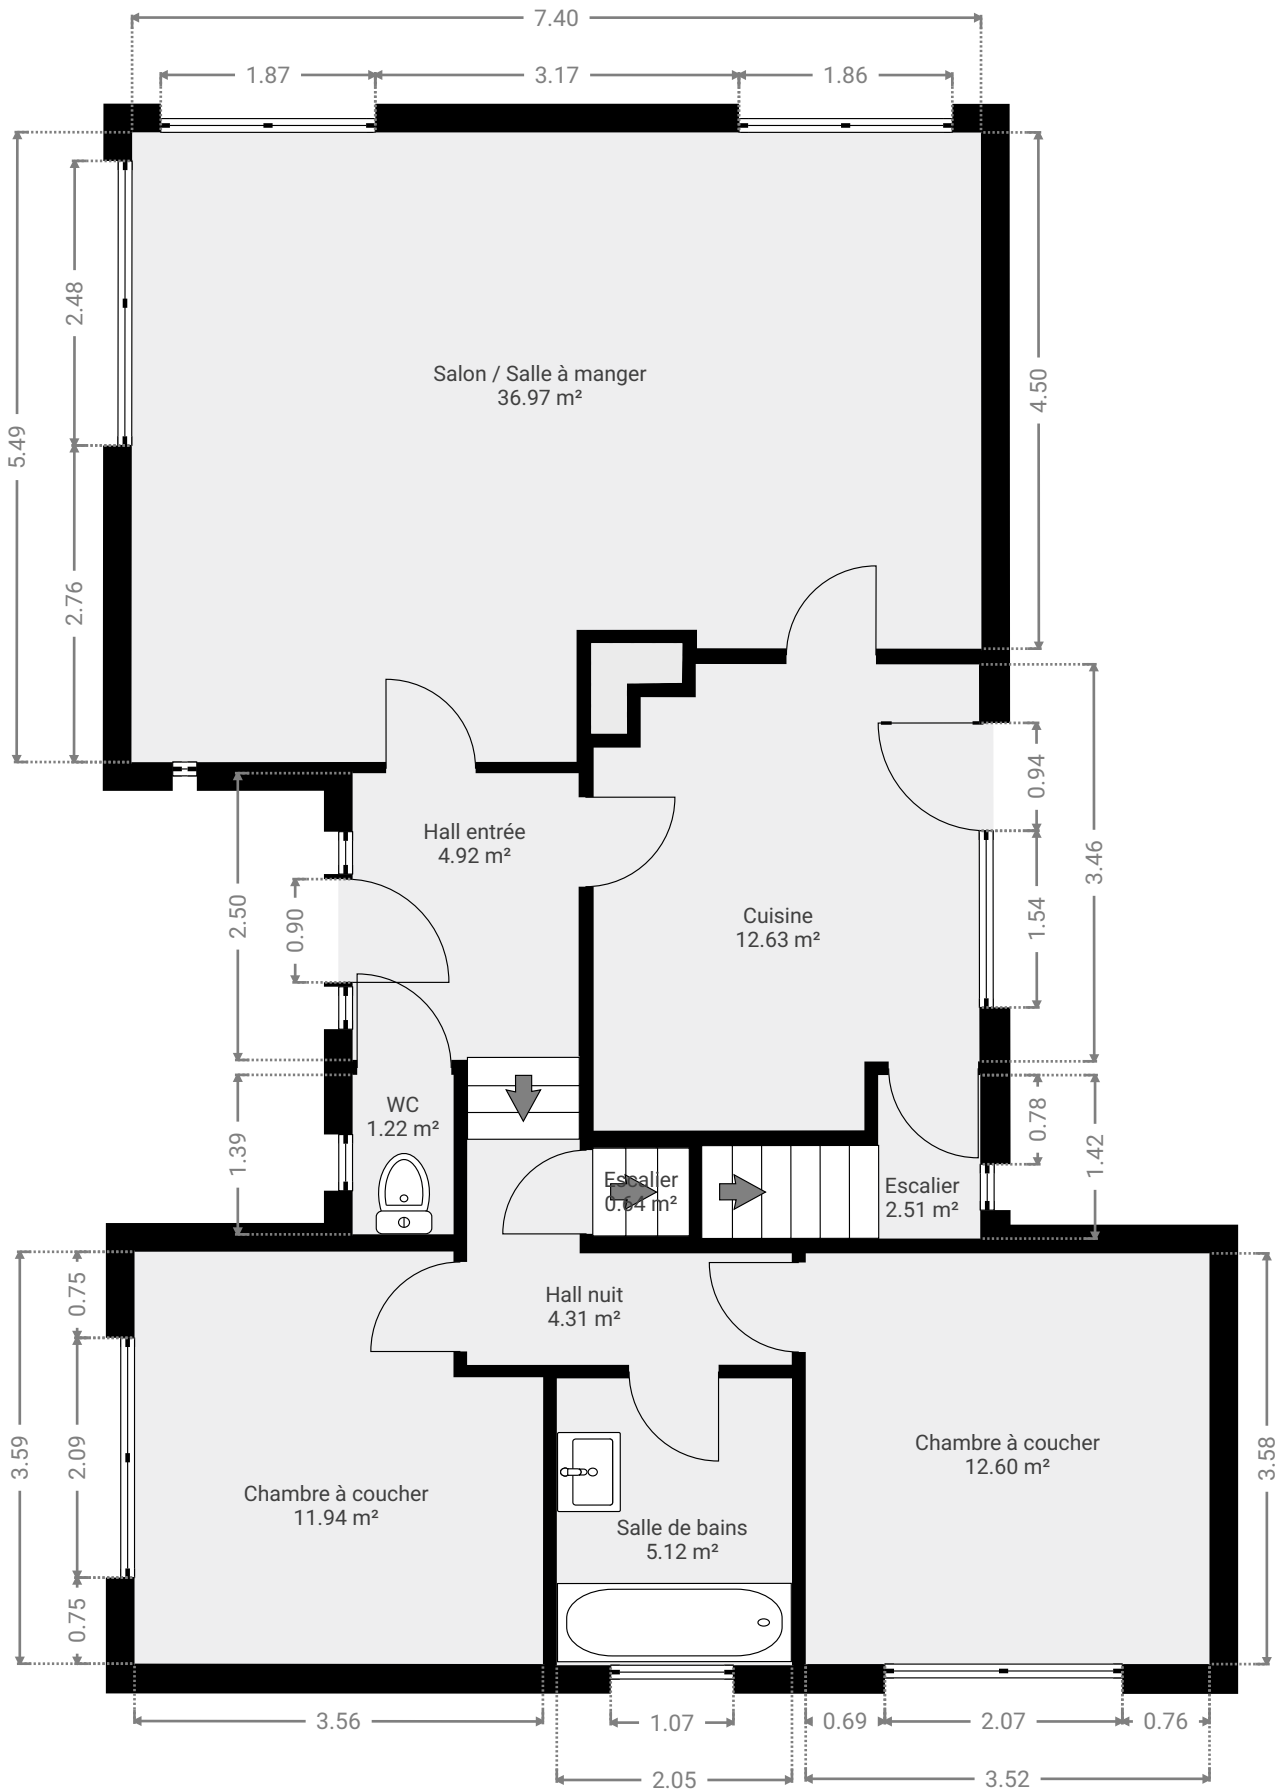 7.40
1.87
3.17
1.86
2.48
5.49
2.76
4.50
Salon / Salle à manger
36.97 m²
0.94
3.46
1.54
Hall entrée
4.92 m²
2.50
0.90
Cuisine
12.63 m²
WC
1.22 m²
1.39
0.78
1.42
Escalier
0.64 m²
Escalier
2.51 m²
Hall nuit
4.31 m²
0.75
3.59
2.09
0.75
Chambre à coucher
11.94 m²
Salle de bains
5.12 m²
Chambre à coucher
12.60 m²
3.58
3.56
1.07
0.69
2.07
0.76
2.05
3.52